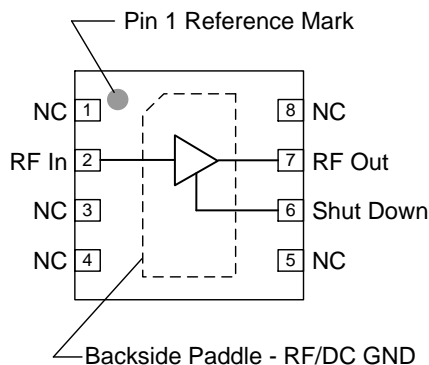 Pin 1 Reference Mark
NC 1 8 NC
RF In 2 7 RF Out
NC 3 6 Shut Down
NC 4 5 NC
Backside Paddle - RF/DC GND